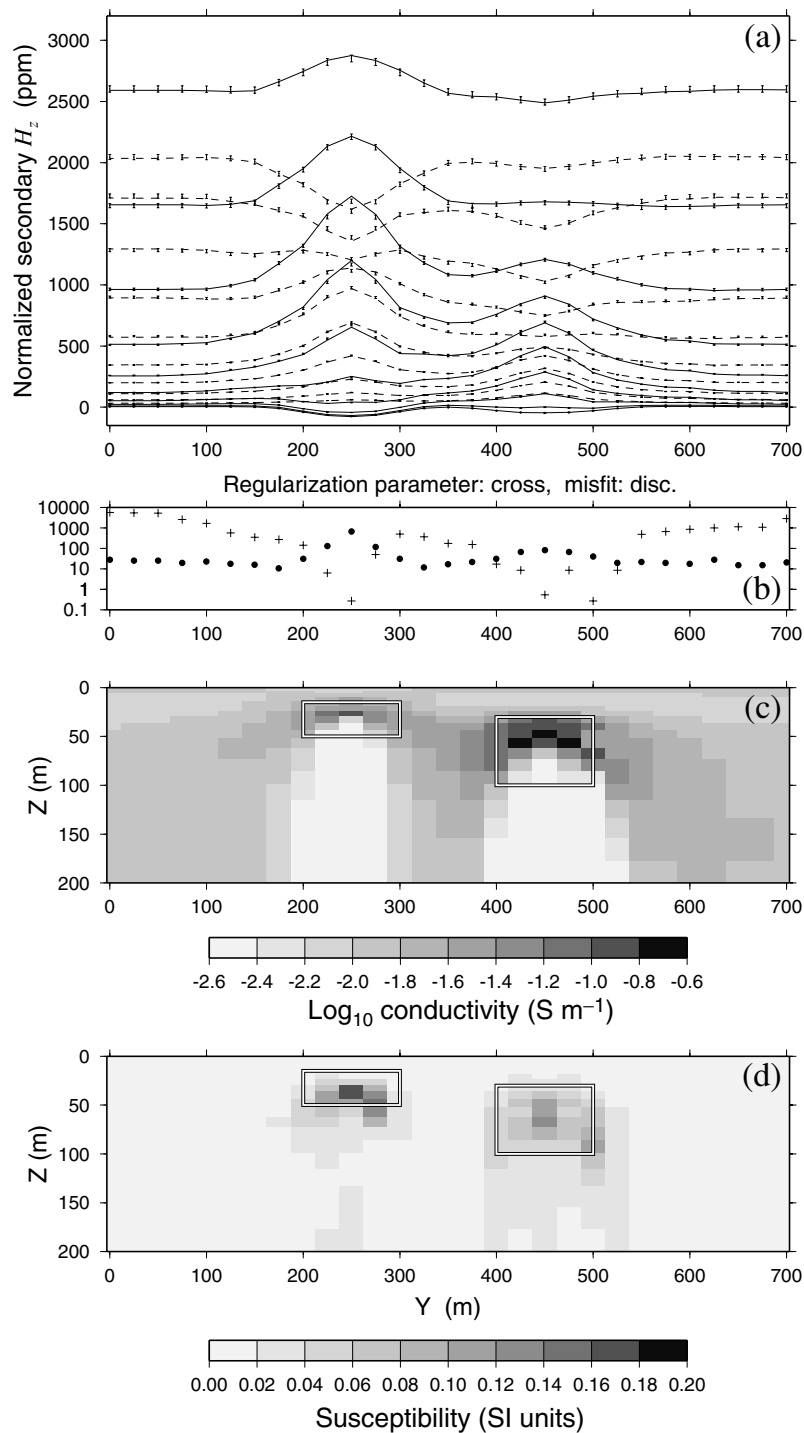 (a)
3000
2500
2000
1500
1000
500
0
Normalized secondary Hz (ppm)
0 100 200 300 400 500 600 700
Regularization parameter: cross, misfit: disc.
10000
1000
100
10
1
0.1
(b)
0 100 200 300 400 500 600 700
(c)
0
50
100
150
200
Z (m)
0 100 200 300 400 500 600 700
-2.6 -2.4 -2.2 -2.0 -1.8 -1.6 -1.4 -1.2 -1.0 -0.8 -0.6
Log10 conductivity (S m−1)
(d)
0
50
100
150
200
Z (m)
0 100 200 300 400 500 600 700
Y (m)
0.00 0.02 0.04 0.06 0.08 0.10 0.12 0.14 0.16 0.18 0.20
Susceptibility (SI units)